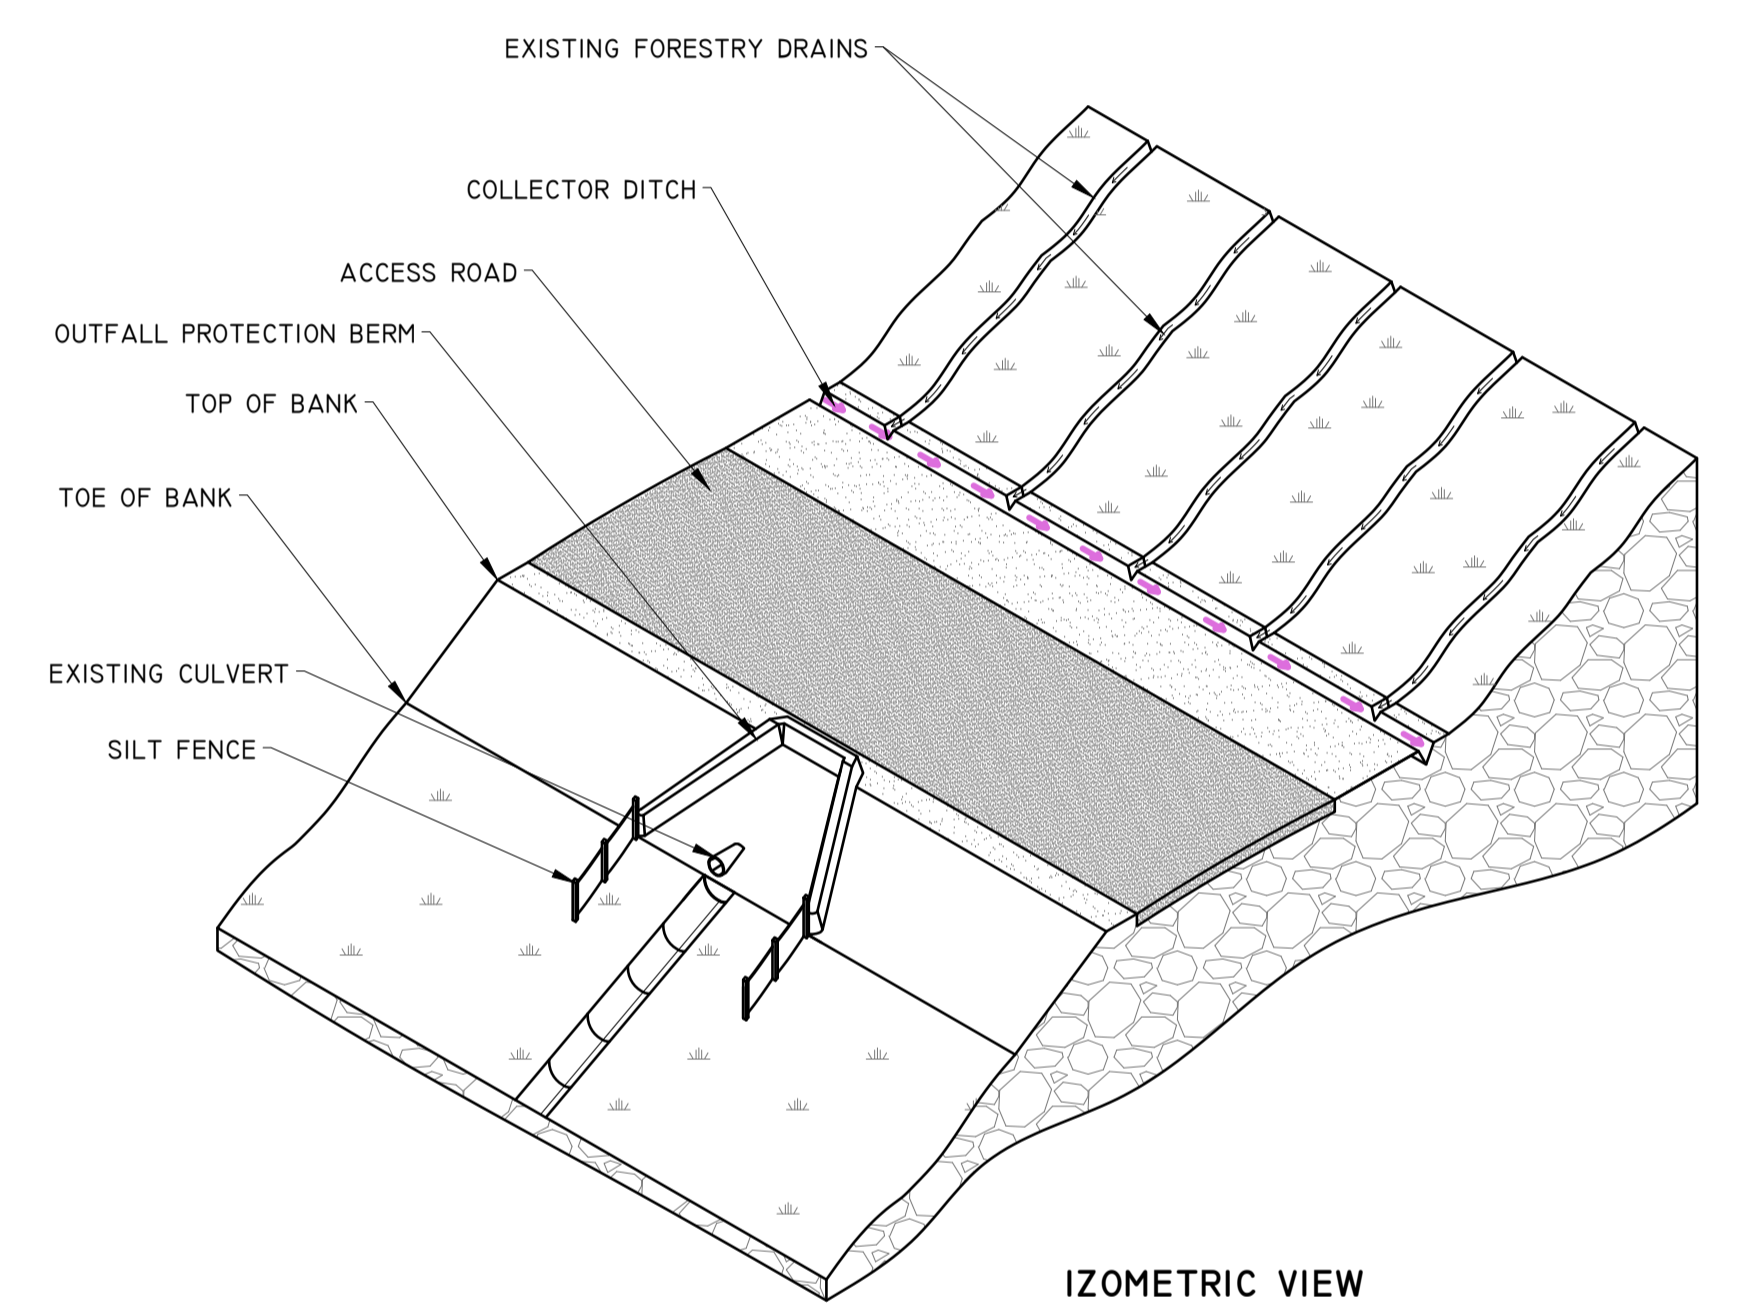 EXISTING FORESTRY DRAINS
COLLECTOR DITCH
ACCESS ROAD
OUTFALL PROTECTION BERM
TOP OF BANK
TOE OF BANK
EXISTING CULVERT
SILT FENCE
IZOMETRIC VIEW